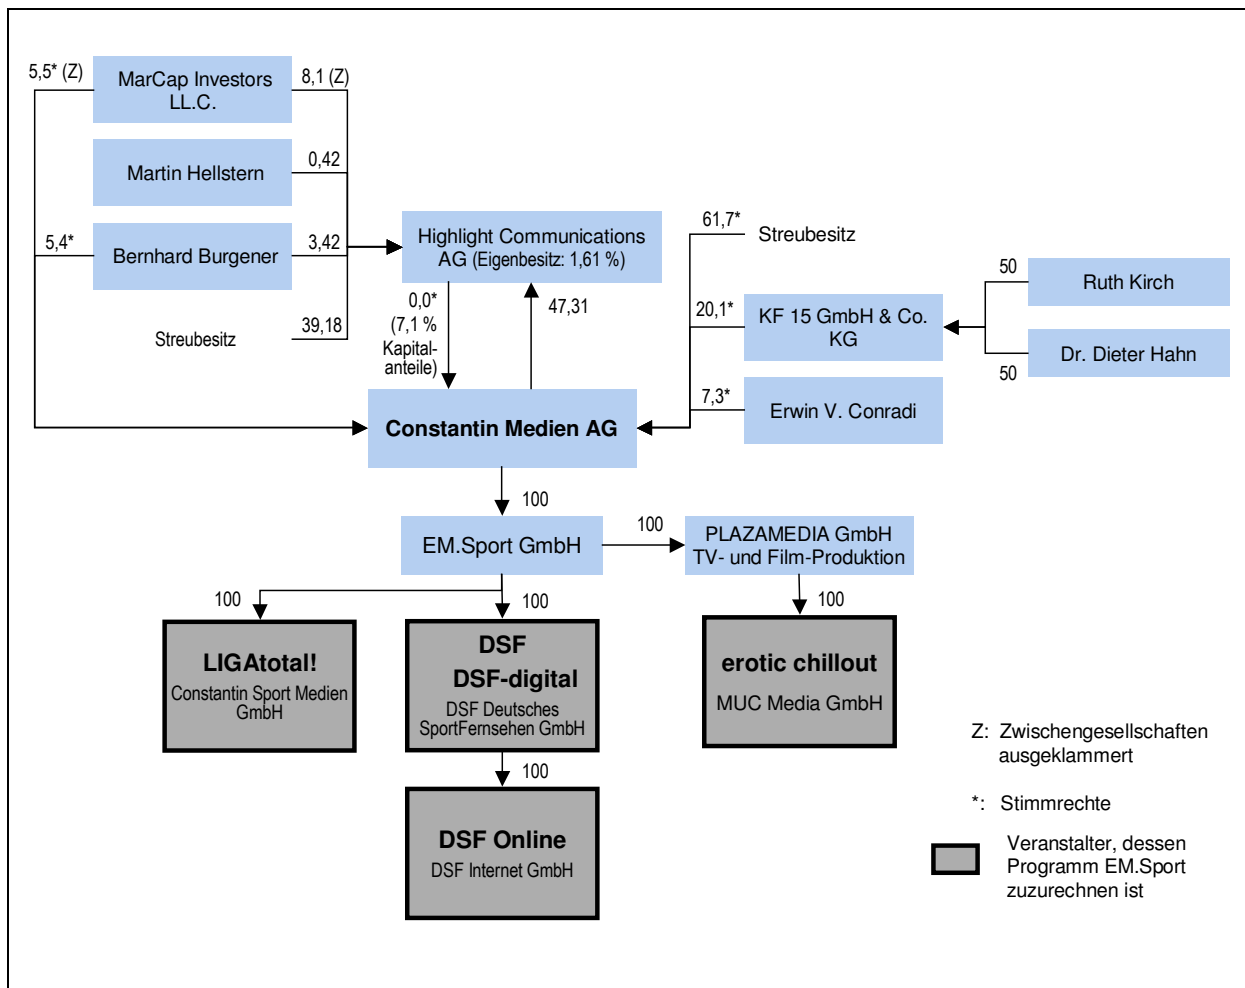 5,5* (Z)
MarCap Investors
LL.C.
8,1 (Z)
Martin Hellstern
0,42
5,4*
Bernhard Burgener
3,42
Streubesitz
39,18
Highlight Communications
AG (Eigenbesitz: 1,61 %)
0,0*
(7,1 %
Kapital-
anteile)
47,31
61,7*
Streubesitz
20,1*
KF 15 GmbH & Co.
KG
50
Ruth Kirch
Dr. Dieter Hahn
50
7,3*
Erwin V. Conradi
Constantin Medien AG
100
EM.Sport GmbH
100
PLAZAMEDIA GmbH
TV- und Film-Produktion
100
100
100
LIGAtotal!
Constantin Sport Medien
GmbH
DSF
DSF-digital
DSF Deutsches
SportFernsehen GmbH
erotic chillout
MUC Media GmbH
100
DSF Online
DSF Internet GmbH
Z: Zwischengesellschaften
ausgeklammert
*: Stimmrechte
Veranstalter, dessen
Programm EM.Sport
zuzurechnen ist